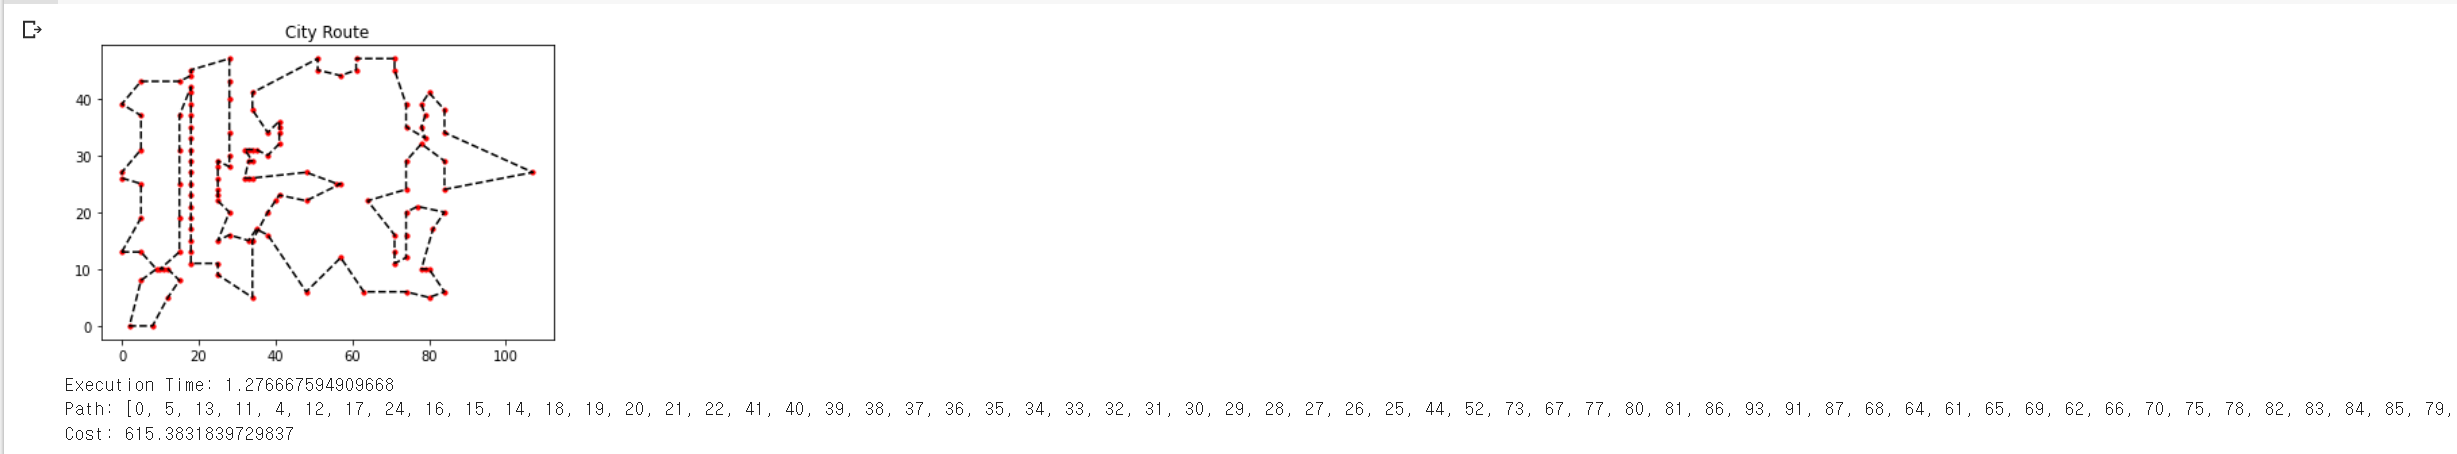 City Route
40
30
20
10
0
0 20 40 60 80 100
Execution Time: 1.276667594909668
Path: [0, 5, 13, 11, 4, 12, 17, 24, 16, 15, 14, 18, 19, 20, 21, 22, 41, 40, 39, 38, 37, 36, 35, 34, 33, 32, 31, 30, 29, 28, 27, 26, 25, 44, 52, 73, 67, 77, 80, 81, 86, 93, 91, 87, 68, 64, 61, 65, 69, 62, 66, 70, 75, 78, 82, 83, 84, 85, 79,
Cost: 615.3831839729837